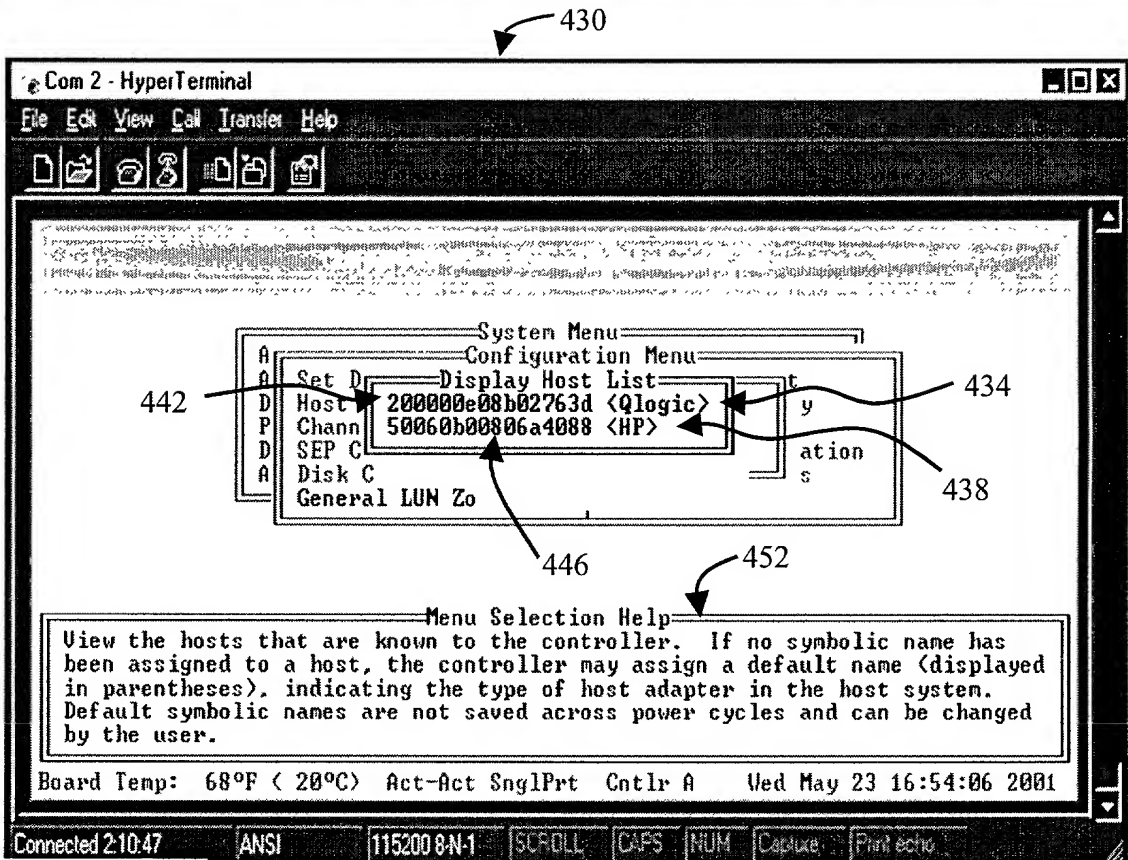 430
Com 2 - HyperTerminal
File Edit View Call Transfer Help
System Menu
A Configuration Menu
A Set D Display Host List t
442 D Host 200000e08b02763d <Qlogic> y 434
P Chann 50060b00806a4088 <HP>
D SEP C ation
A Disk C s 438
General LUN Zo
446 452
Menu Selection Help
View the hosts that are known to the controller. If no symbolic name has
been assigned to a host, the controller may assign a default name (displayed
in parentheses), indicating the type of host adapter in the host system.
Default symbolic names are not saved across power cycles and can be changed
by the user.
Board Temp: 68°F ( 20°C) Act-Act SnglPrt Cntlr A Wed May 23 16:54:06 2001
Connected 2:10:47 ANSI 115200 8-N-1 SCROLL CAPS NUM Capture Print echo